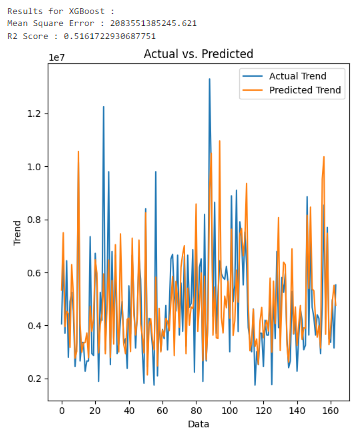 Results for XGBoost :
Mean Square Error : 2083551385245.621
R2 Score : 0.5161722930687751
Actual vs. Predicted
1e7
Actual Trend
Predicted Trend
1.2
1.0
0.8
0.6
0.4
0.2
Trend
0 20 40 60 80 100 120 140 160
Data